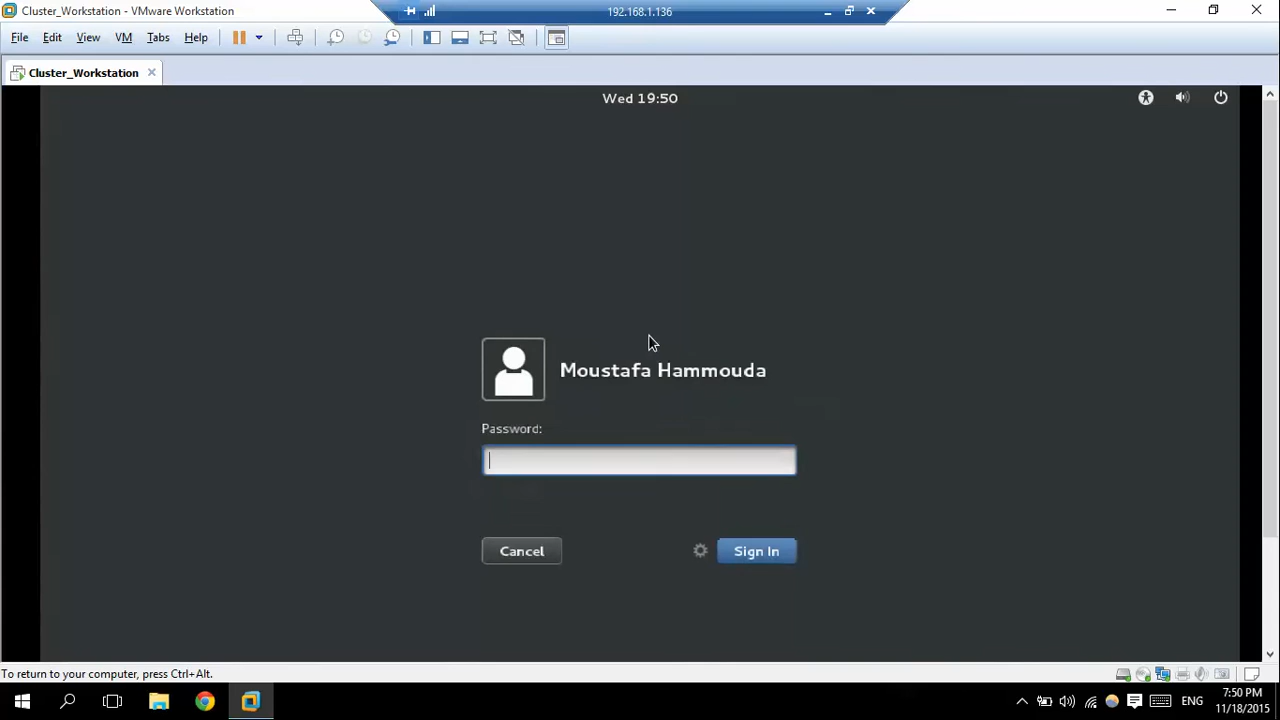 Cluster_Workstation - VMware Workstation
192.168.1.136
File Edit View VM Tabs Help
Cluster_Workstation
Wed 19:50
Moustafa Hammouda
Password:
Cancel
Sign In
To return to your computer, press Ctrl+Alt.
ENG
7:50 PM
11/18/2015